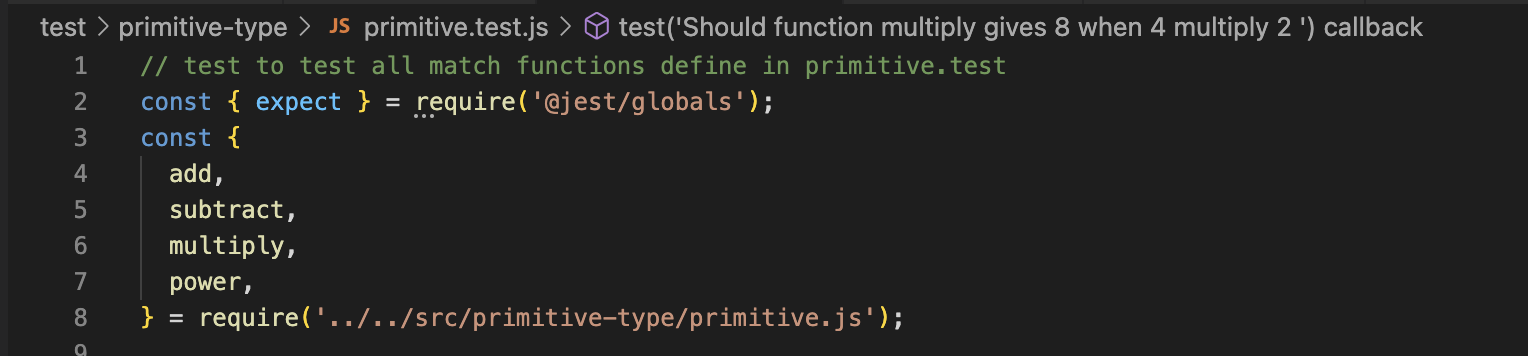 test > primitive-type > JS primitive.test.js > test('Should function multiply gives 8 when 4 multiply 2 ') callback
1 // test to test all match functions define in primitive.test
2 const { expect } = require('@jest/globals');
3 const {
4 add,
5 subtract,
6 multiply,
7 power,
8 } = require('../../src/primitive-type/primitive.js');
9